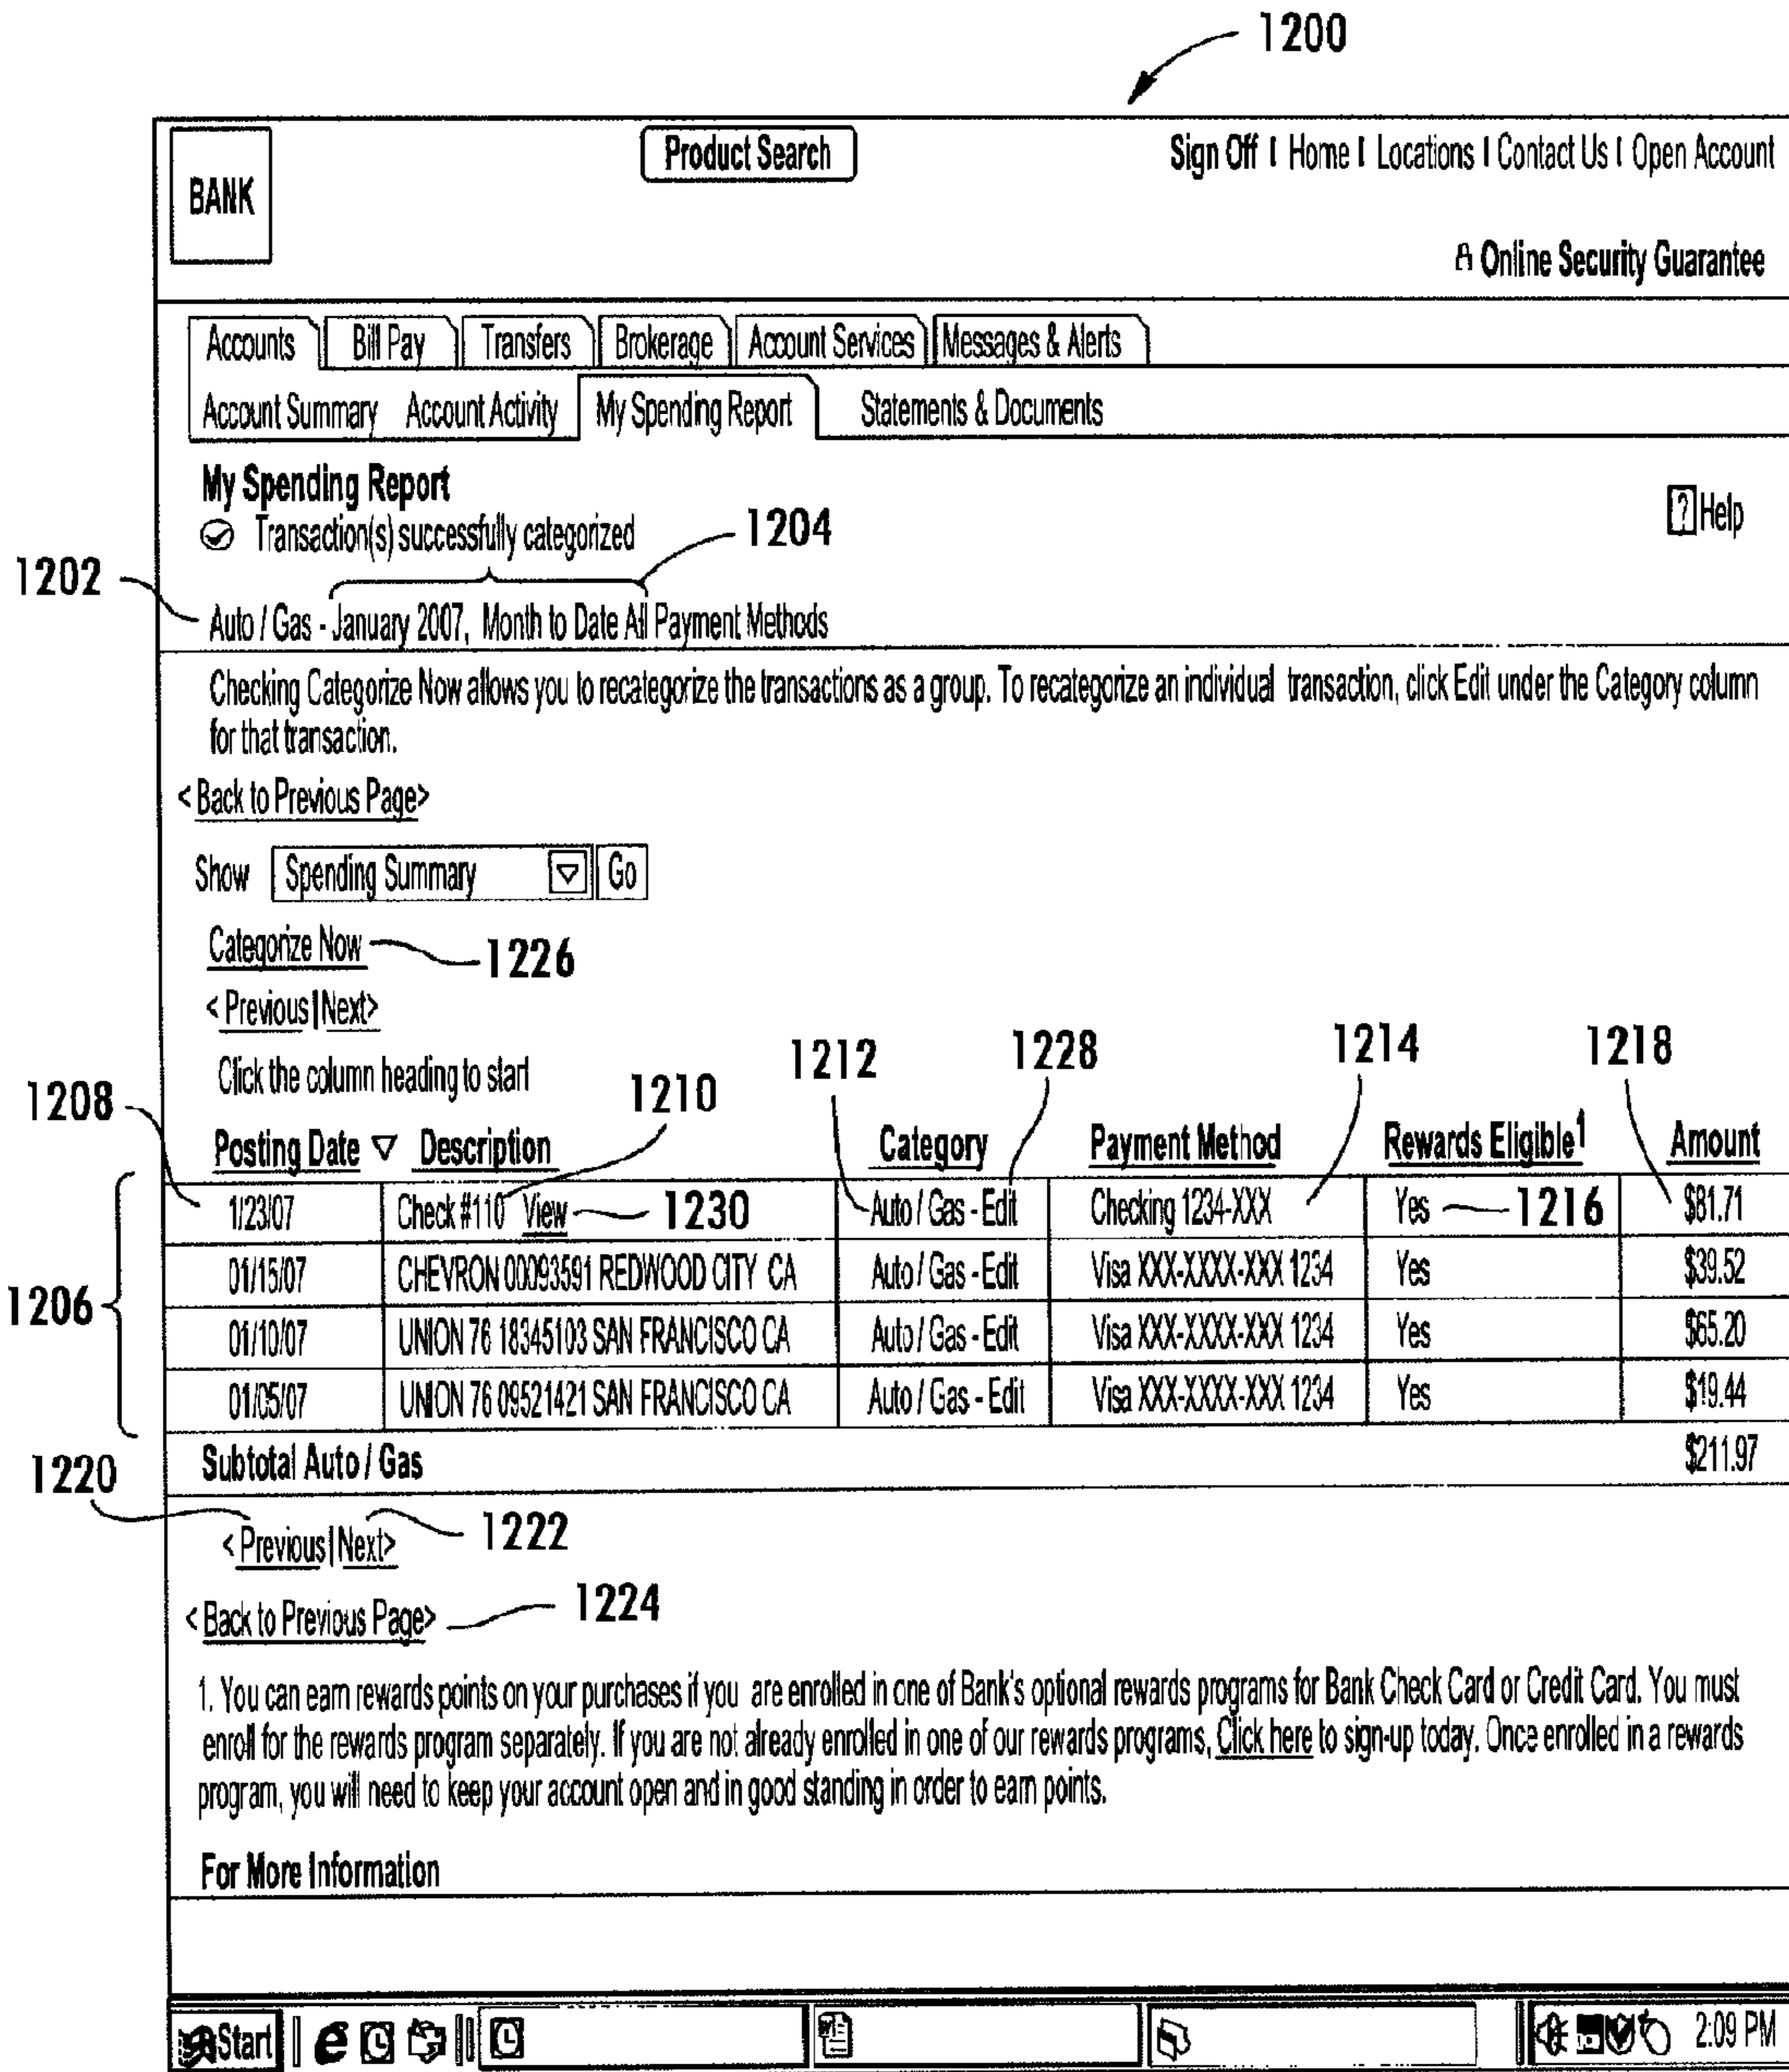 1200
BANK
Product Search
Sign Off | Home | Locations | Contact Us | Open Account
Online Security Guarantee
Accounts Bill Pay Transfers Brokerage Account Services Messages & Alerts
Account Summary Account Activity My Spending Report Statements & Documents
My Spending Report
Transaction(s) successfully categorized
1204
? Help
1202
Auto / Gas - January 2007, Month to Date All Payment Methods
Checking Categorize Now allows you to recategorize the transactions as a group. To recategorize an individual transaction, click Edit under the Category column
for that transaction.
< Back to Previous Page>
Show Spending Summary Go
Categorize Now 1226
< Previous | Next>
Click the column heading to start
1208 1210 1212 1228 1214 1218
Posting Date Description Category Payment Method Rewards Eligible1 Amount
1/23/07 Check #110 View 1230 Auto / Gas - Edit Checking 1234-XXX Yes 1216 $81.71
01/15/07 CHEVRON 00093591 REDWOOD CITY CA Auto / Gas - Edit Visa XXX-XXXX-XXX 1234 Yes $39.52
1206
01/10/07 UNION 76 18345103 SAN FRANCISCO CA Auto / Gas - Edit Visa XXX-XXXX-XXX 1234 Yes $65.20
01/05/07 UNION 76 09521421 SAN FRANCISCO CA Auto / Gas - Edit Visa XXX-XXXX-XXX 1234 Yes $19.44
Subtotal Auto / Gas $211.97
1220
< Previous | Next> 1222
< Back to Previous Page> 1224
1. You can earn rewards points on your purchases if you are enrolled in one of Bank's optional rewards programs for Bank Check Card or Credit Card. You must
enroll for the rewards program separately. If you are not already enrolled in one of our rewards programs, Click here to sign-up today. Once enrolled in a rewards
program, you will need to keep your account open and in good standing in order to earn points.
For More Information
Start 2:09 PM